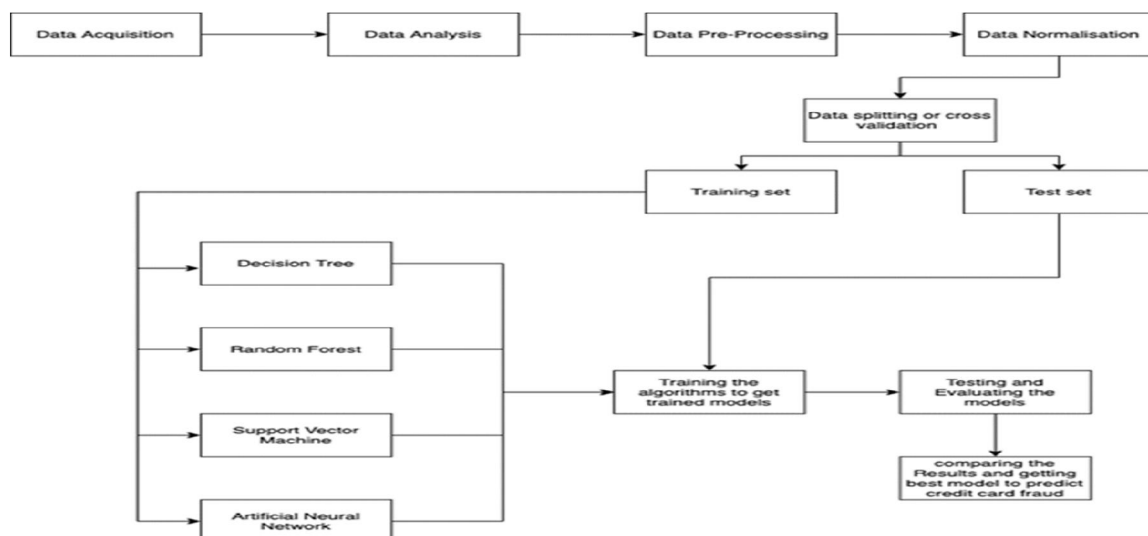 Data Acquisition
Data Analysis
Data Pre-Processing
Data Normalisation
Data splitting or cross
validation
Training set
Test set
Decision Tree
Random Forest
Support Vector
Machine
Artificial Neural
Network
Training the
algorithms to get
trained models
Testing and
Evaluating the
models
comparing the
Results and getting
best model to predict
credit card fraud